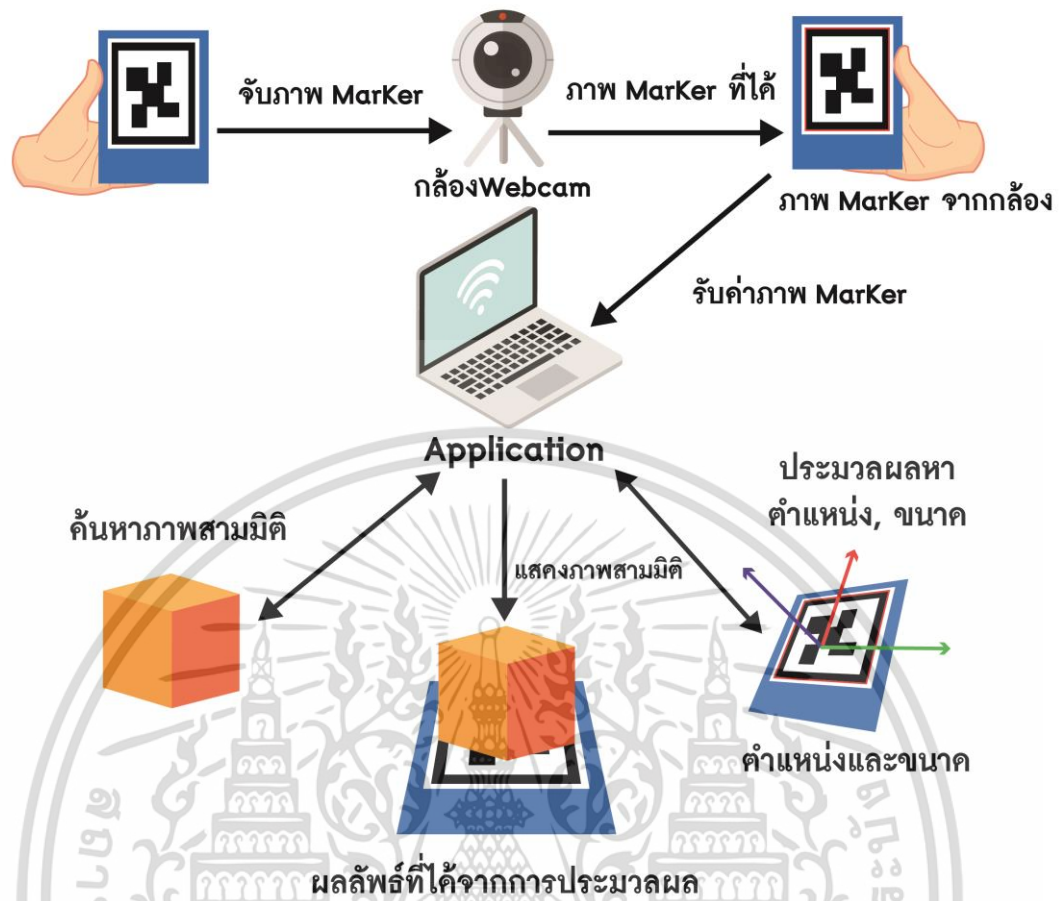 จับภาพ MarKer
ภาพ MarKer ที่ได้
กล้องWebcam
ภาพ MarKer จากกล้อง
รับค่าภาพ MarKer
Application
ค้นหาภาพสามมิติ
แสดงภาพสามมิติ
ประมวลผลหา
ตำแหน่ง, ขนาด
ตำแหน่งและขนาด
ผลลัพธ์ที่ได้จากการประมวลผล